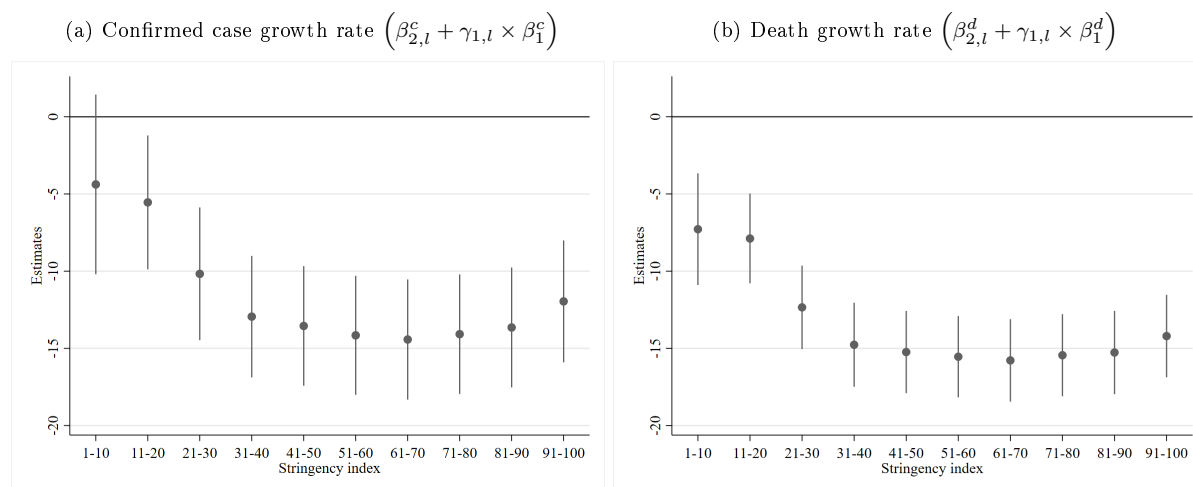 (a) Confirmed case growth rate (β^c_{2,l} + γ_{1,l} × β^c_1)
Estimates
0
-5
-10
-15
-20
1-10 11-20 21-30 31-40 41-50 51-60 61-70 71-80 81-90 91-100
Stringency index
(b) Death growth rate (β^d_{2,l} + γ_{1,l} × β^d_1)
Estimates
0
-5
-10
-15
-20
1-10 11-20 21-30 31-40 41-50 51-60 61-70 71-80 81-90 91-100
Stringency index